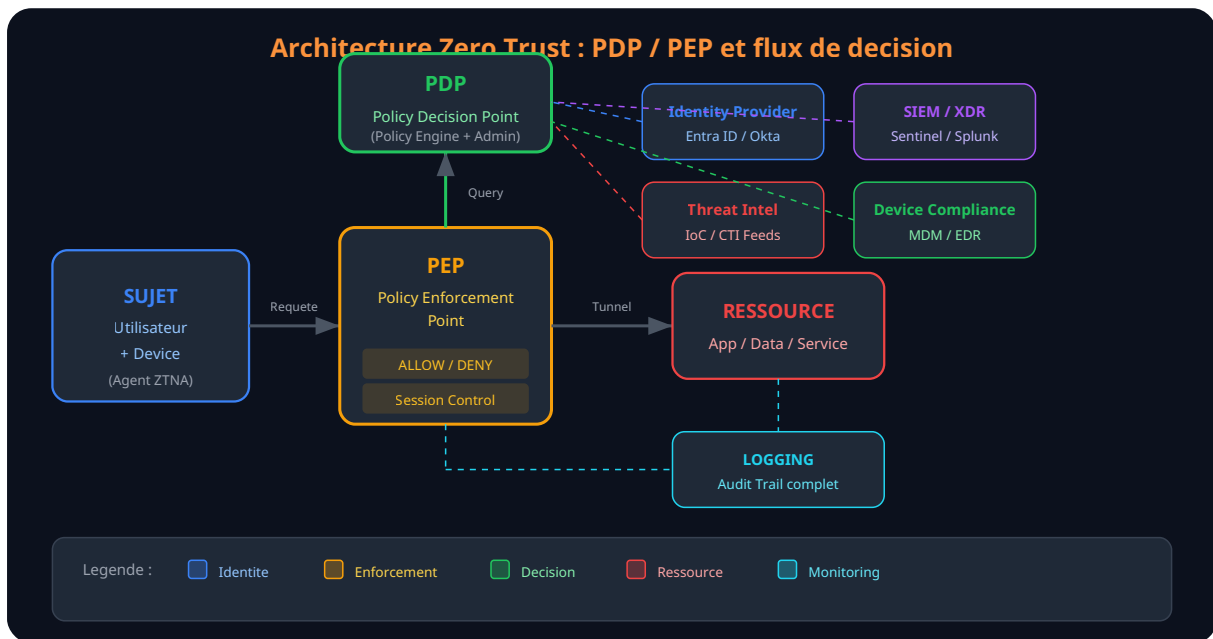 Architecture Zero Trust : PDP / PEP et flux de decision
PDP
Policy Decision Point
(Policy Engine + Admin)
Identity Provider
Entra ID / Okta
SIEM / XDR
Sentinel / Splunk
Query
Threat Intel
IoC / CTI Feeds
Device Compliance
MDM / EDR
SUJET
Utilisateur
+ Device
(Agent ZTNA)
Requete
PEP
Policy Enforcement
Point
ALLOW / DENY
Session Control
Tunnel
RESSOURCE
App / Data / Service
LOGGING
Audit Trail complet
Legende :
Identite
Enforcement
Decision
Ressource
Monitoring